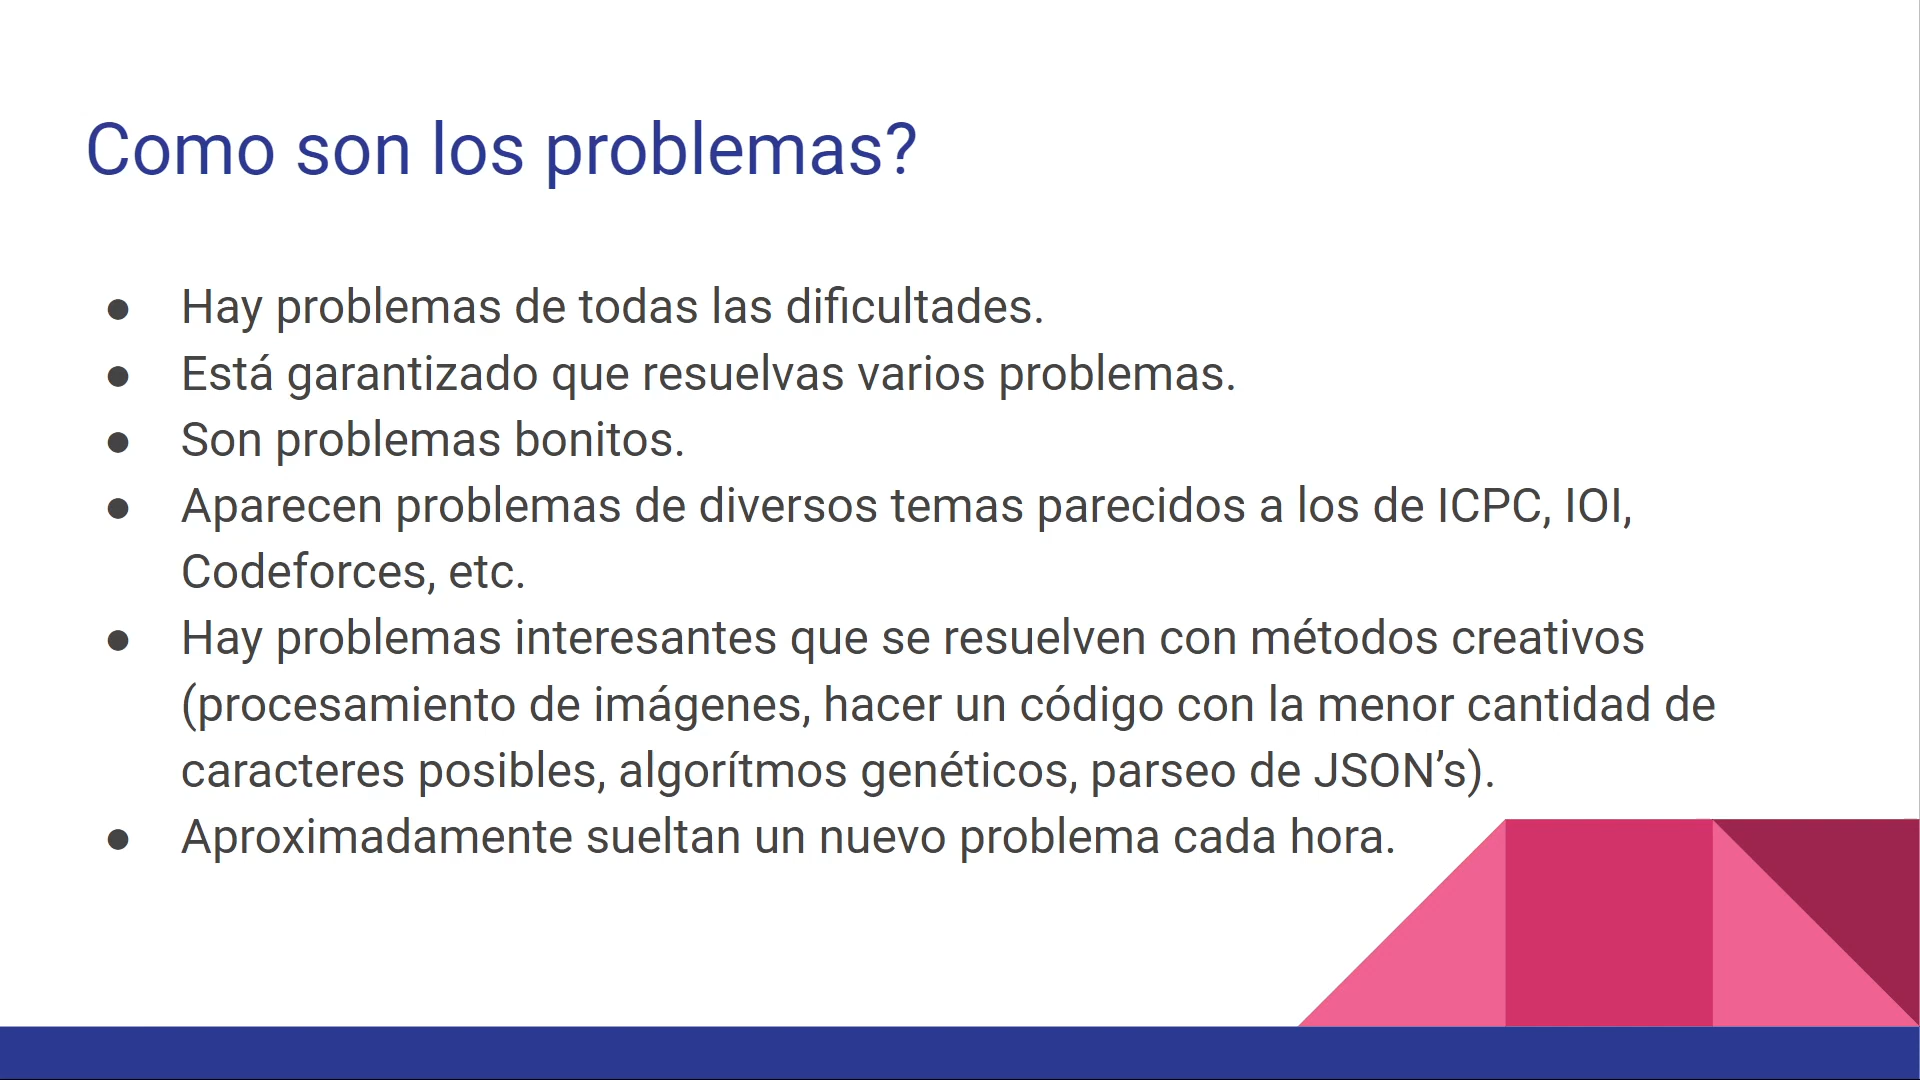 Como son los problemas?
● Hay problemas de todas las dificultades.
● Está garantizado que resuelvas varios problemas.
● Son problemas bonitos.
● Aparecen problemas de diversos temas parecidos a los de ICPC, IOI,
Codeforces, etc.
● Hay problemas interesantes que se resuelven con métodos creativos
(procesamiento de imágenes, hacer un código con la menor cantidad de
caracteres posibles, algorítmos genéticos, parseo de JSON’s).
● Aproximadamente sueltan un nuevo problema cada hora.